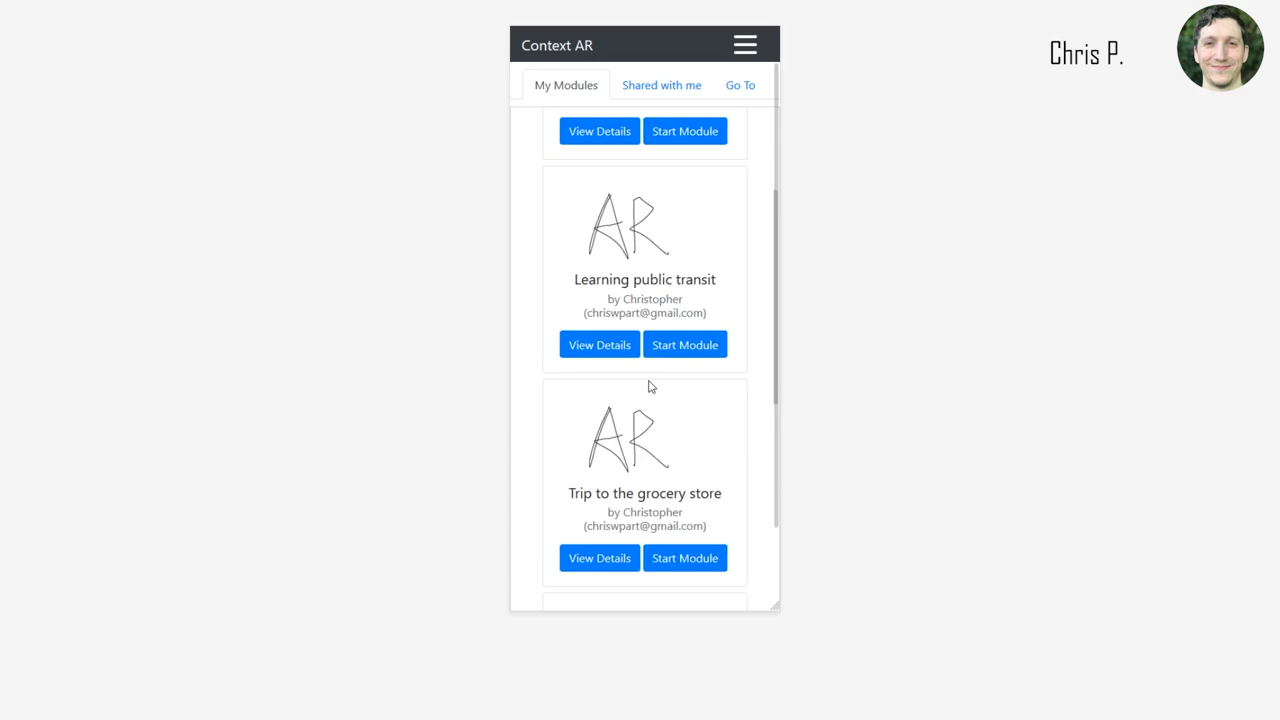 Context AR
Chris P.
My Modules Shared with me Go To
View Details Start Module
AR
Learning public transit
by Christopher
(chriswpart@gmail.com)
View Details Start Module
AR
Trip to the grocery store
by Christopher
(chriswpart@gmail.com)
View Details Start Module